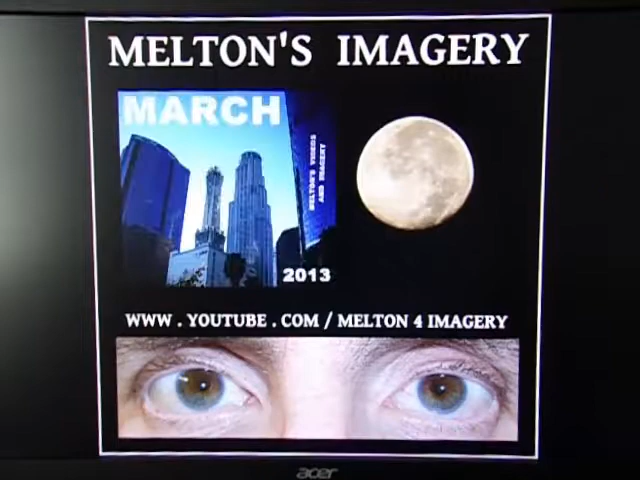 MELTON'S IMAGERY
MARCH
MELTON'S VIDEOS
AND IMAGERY
2013
WWW . YOUTUBE . COM / MELTON 4 IMAGERY
acer